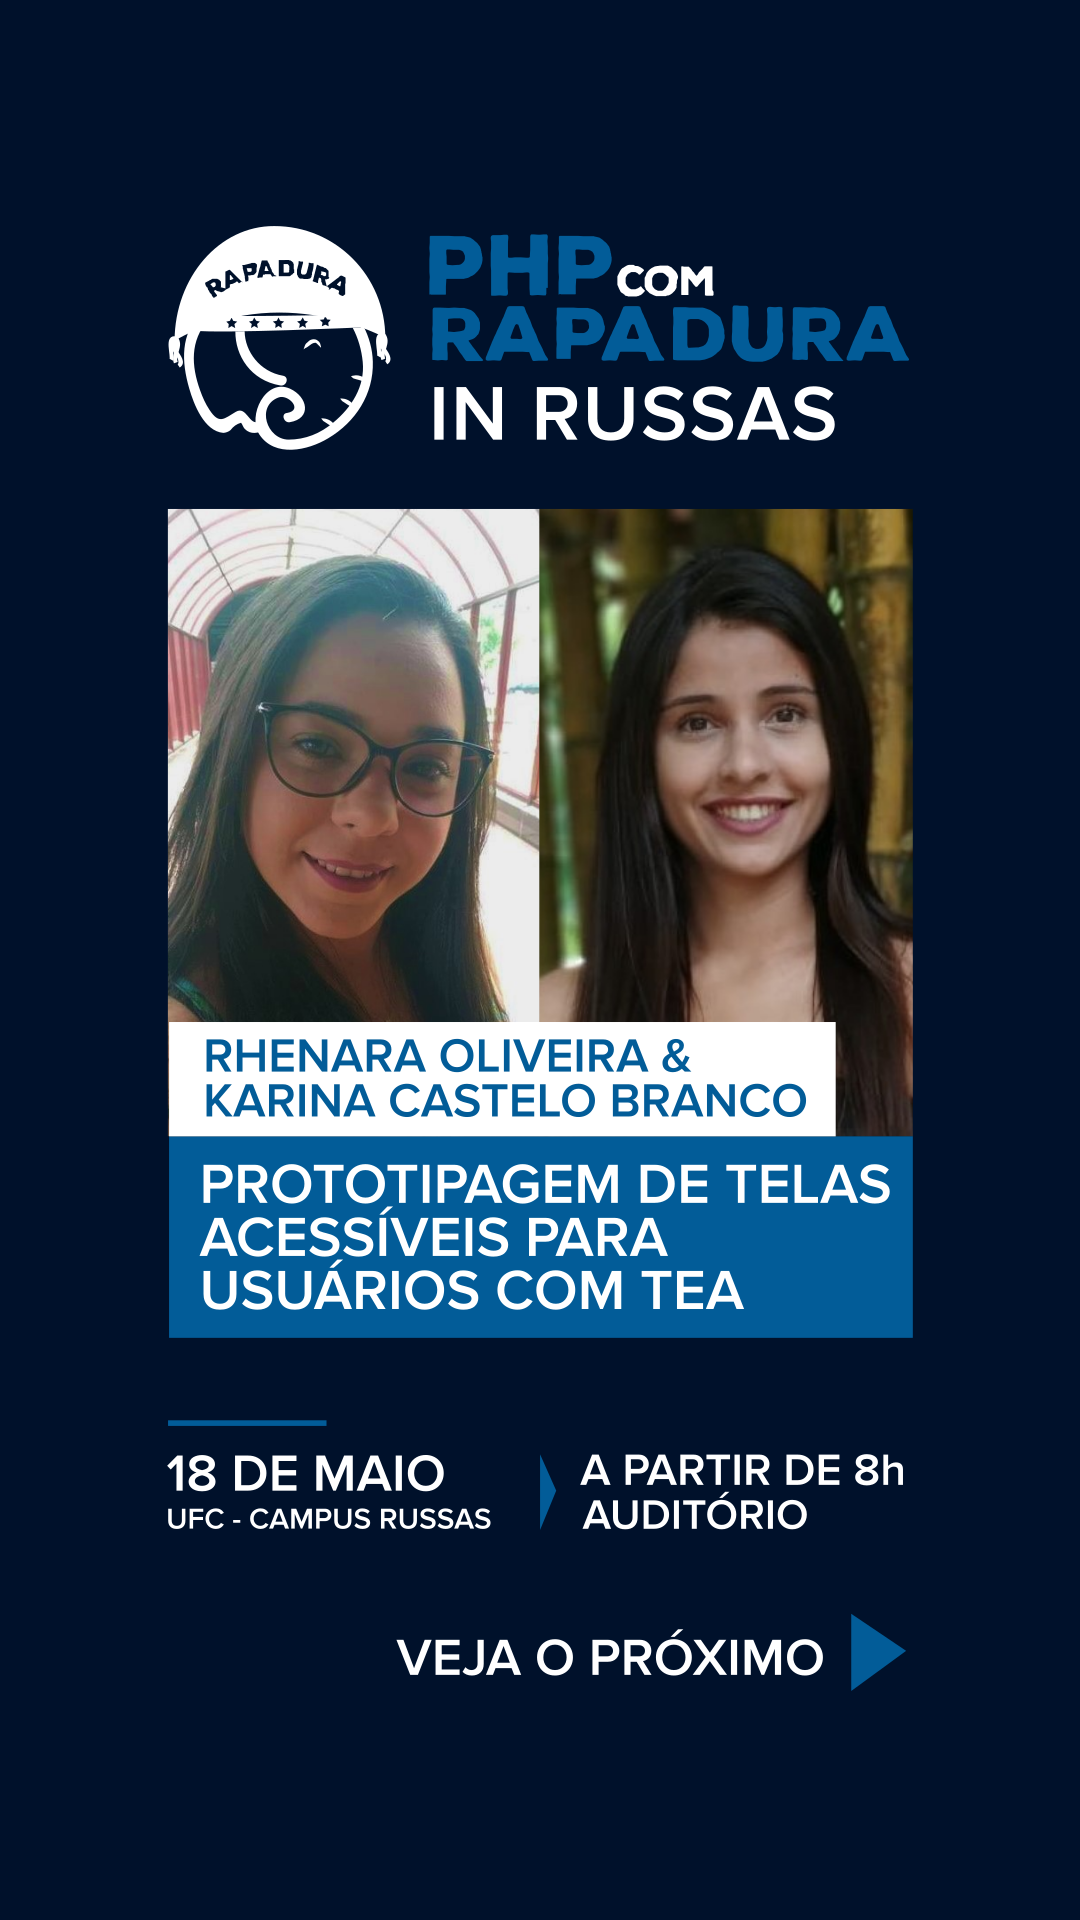 RAPADURA
PHP COM
RAPADURA
IN RUSSAS
RHENARA OLIVEIRA &
KARINA CASTELO BRANCO
PROTOTIPAGEM DE TELAS
ACESSÍVEIS PARA
USUÁRIOS COM TEA
18 DE MAIO
UFC - CAMPUS RUSSAS
A PARTIR DE 8h
AUDITÓRIO
VEJA O PRÓXIMO